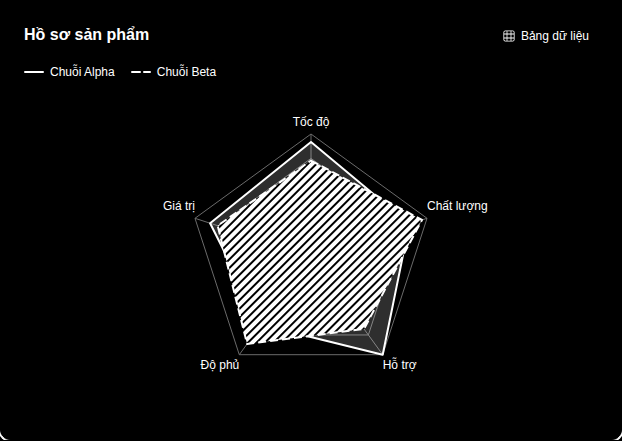 Hồ sơ sản phẩm
Bảng dữ liệu
Chuỗi Alpha
Chuỗi Beta
Tốc độ
Giá trị
Chất lượng
Độ phủ
Hỗ trợ